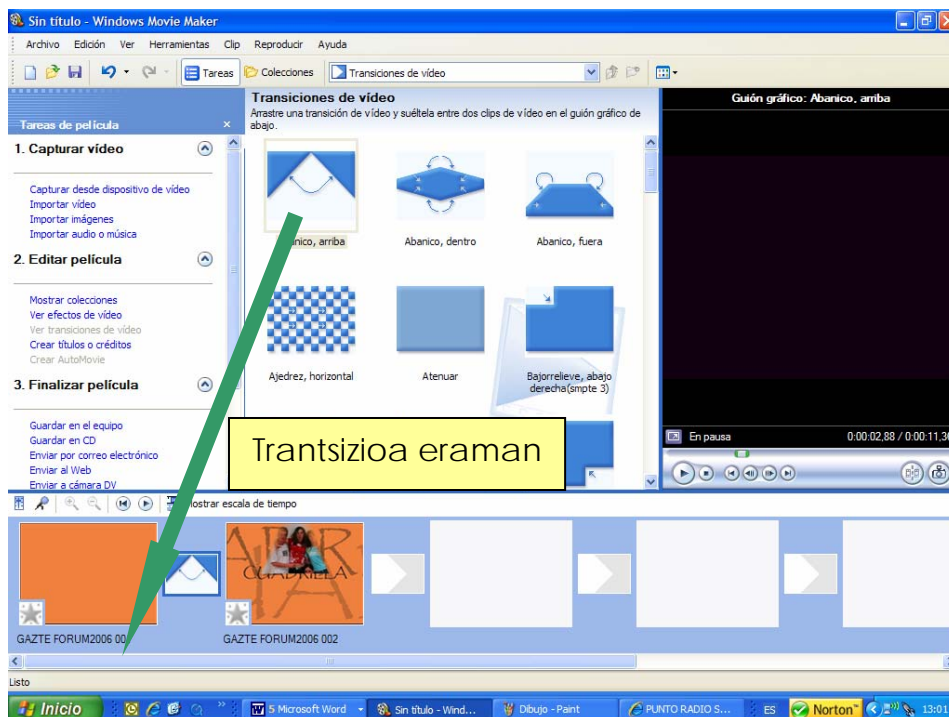 Sin título - Windows Movie Maker
Archivo Edición Ver Herramientas Clip Reproducir Ayuda
Tareas Colecciones Transiciones de vídeo
Tareas de película
1. Capturar vídeo
Capturar desde dispositivo de vídeo
Importar vídeo
Importar imágenes
Importar audio o música
2. Editar película
Mostrar colecciones
Ver efectos de vídeo
Ver transiciones de vídeo
Crear títulos o créditos
Crear AutoMovie
3. Finalizar película
Guardar en el equipo
Guardar en CD
Enviar por correo electrónico
Enviar al Web
Enviar a cámara DV
Transiciones de vídeo
Arrastre una transición de vídeo y suéltela entre dos clips de vídeo en el guión gráfico de
abajo.
arriba
Abanico, dentro
Abanico, fuera
Ajedrez, horizontal
Atenuar
Bajorrelieve, abajo
derecha(smpte 3)
Trantsizioa eraman
Guión gráfico: Abanico, arriba
En pausa
0:00:02,88 / 0:00:11,3
Mostrar escala de tiempo
CUADRILLA
GAZTE FORUM2006 00
GAZTE FORUM2006 002
Listo
Inicio
5 Microsoft Word
Sin título - Wind...
Dibujo - Paint
PUNTO RADIO S...
ES
Norton™
13:01